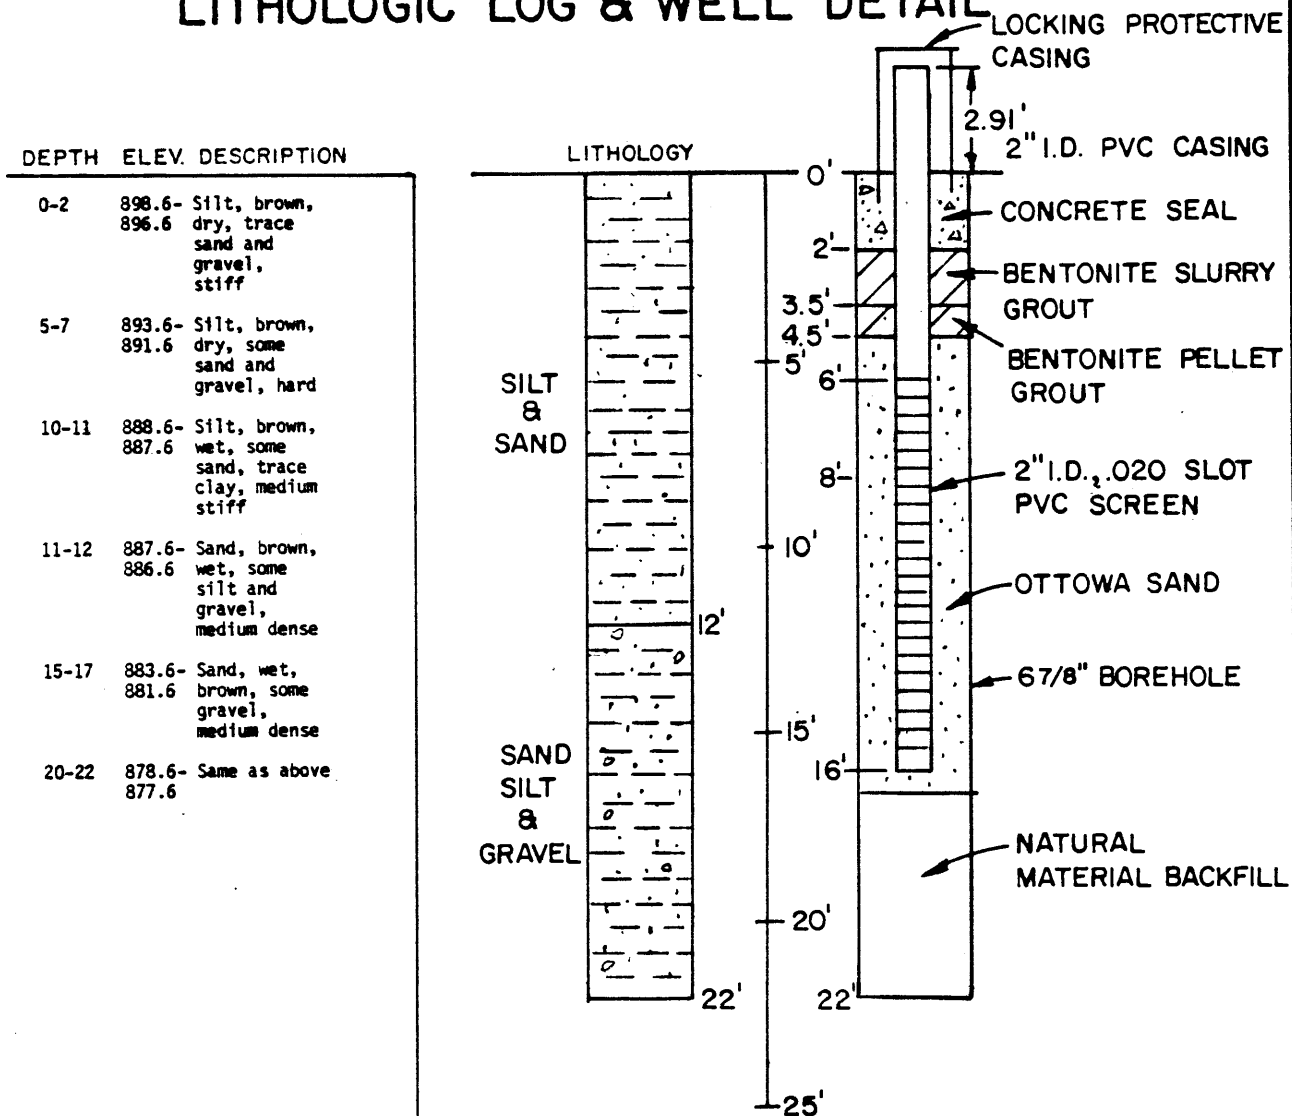 LITHOLOGIC LOG & WELL DETAIL
DEPTH ELEV. DESCRIPTION
0-2 898.6- Silt, brown,
896.6 dry, trace
sand and
gravel,
stiff
5-7 893.6- Silt, brown,
891.6 dry, some
sand and
gravel, hard
10-11 888.6- Silt, brown,
887.6 wet, some
sand, trace
clay, medium
stiff
11-12 887.6- Sand, brown,
886.6 wet, some
silt and
gravel,
medium dense
15-17 883.6- Sand, wet,
881.6 brown, some
gravel,
medium dense
20-22 878.6- Same as above
877.6
LITHOLOGY
SILT
&
SAND
12'
SAND
SILT
&
GRAVEL
22'
0'
5'
10'
15'
20'
25'
2'
3.5'
4.5'
6'
8'
16'
22'
LOCKING PROTECTIVE
CASING
2.91'
2" I.D. PVC CASING
CONCRETE SEAL
BENTONITE SLURRY
GROUT
BENTONITE PELLET
GROUT
2" I.D., .020 SLOT
PVC SCREEN
OTTOWA SAND
6 7/8" BOREHOLE
NATURAL
MATERIAL BACKFILL